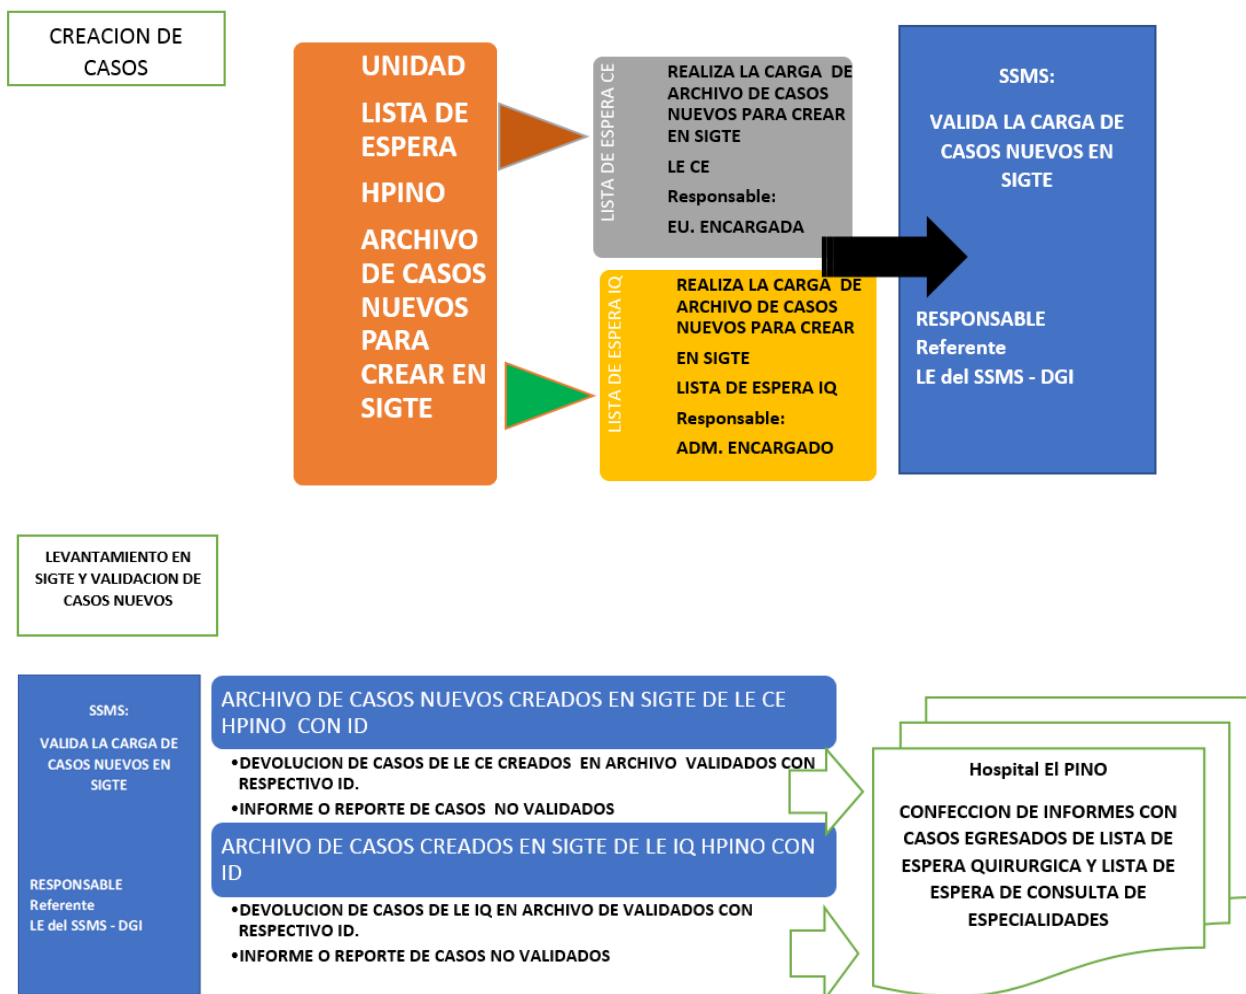 CREACION DE
CASOS
UNIDAD
LISTA DE
ESPERA
HPINO
ARCHIVO
DE CASOS
NUEVOS
PARA
CREAR EN
SIGTE
LISTA DE ESPERA CE
REALIZA LA CARGA DE
ARCHIVO DE CASOS
NUEVOS PARA CREAR
EN SIGTE
LE CE
Responsable:
EU. ENCARGADA
LISTA DE ESPERA IQ
REALIZA LA CARGA DE
ARCHIVO DE CASOS
NUEVOS PARA CREAR
EN SIGTE
LISTA DE ESPERA IQ
Responsable:
ADM. ENCARGADO
SSMS:
VALIDA LA CARGA DE
CASOS NUEVOS EN
SIGTE
RESPONSABLE
Referente
LE del SSMS - DGI
LEVANTAMIENTO EN
SIGTE Y VALIDACION DE
CASOS NUEVOS
SSMS:
VALIDA LA CARGA DE
CASOS NUEVOS EN
SIGTE
RESPONSABLE
Referente
LE del SSMS - DGI
ARCHIVO DE CASOS NUEVOS CREADOS EN SIGTE DE LE CE
HPINO CON ID
•DEVOLUCION DE CASOS DE LE CE CREADOS EN ARCHIVO VALIDADOS CON
RESPECTIVO ID.
•INFORME O REPORTE DE CASOS NO VALIDADOS
ARCHIVO DE CASOS CREADOS EN SIGTE DE LE IQ HPINO CON
ID
•DEVOLUCION DE CASOS DE LE IQ EN ARCHIVO DE VALIDADOS CON
RESPECTIVO ID.
•INFORME O REPORTE DE CASOS NO VALIDADOS
Hospital El PINO
CONFECCION DE INFORMES CON
CASOS EGRESADOS DE LISTA DE
ESPERA QUIRURGICA Y LISTA DE
ESPERA DE CONSULTA DE
ESPECIALIDADES